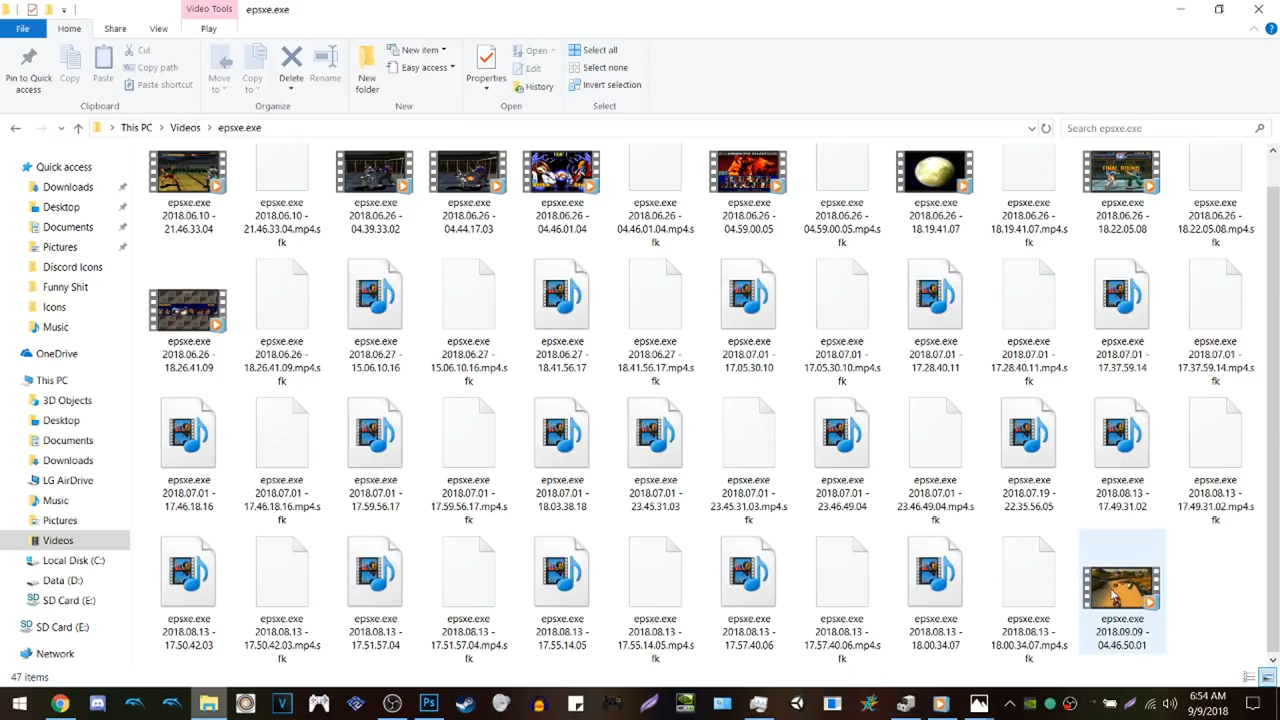 Video Tools
epsxe.exe
File
Home
Share
View
Play
Pin to Quick access
Copy
Paste
Cut
Copy path
Paste shortcut
Clipboard
Move to
Copy to
Delete
Rename
Organize
New folder
New item
Easy access
New
Properties
Open
Edit
History
Open
Select all
Select none
Invert selection
Select
This PC > Videos > epsxe.exe
Search epsxe.exe
Quick access
Downloads
Desktop
Documents
Pictures
Discord Icons
Funny Shit
Icons
Music
OneDrive
This PC
3D Objects
Desktop
Documents
Downloads
LG AirDrive
Music
Pictures
Videos
Local Disk (C:)
Data (D:)
SD Card (E:)
SD Card (E:)
Network
epsxe.exe 2018.06.10 - 21.46.33.04
epsxe.exe 2018.06.10 - 21.46.33.04.mp4.sfk
epsxe.exe 2018.06.26 - 04.39.33.02
epsxe.exe 2018.06.26 - 04.44.17.03
epsxe.exe 2018.06.26 - 04.46.01.04
epsxe.exe 2018.06.26 - 04.46.01.04.mp4.sfk
FINAL ROUND
epsxe.exe 2018.06.26 - 04.59.00.05
epsxe.exe 2018.06.26 - 04.59.00.05.mp4.sfk
epsxe.exe 2018.06.26 - 18.19.41.07
epsxe.exe 2018.06.26 - 18.19.41.07.mp4.sfk
epsxe.exe 2018.06.26 - 18.22.05.08
epsxe.exe 2018.06.26 - 18.22.05.08.mp4.sfk
epsxe.exe 2018.06.26 - 18.26.41.09
epsxe.exe 2018.06.26 - 18.26.41.09.mp4.sfk
epsxe.exe 2018.06.27 - 15.06.10.16
epsxe.exe 2018.06.27 - 15.06.10.16.mp4.sfk
epsxe.exe 2018.06.27 - 18.41.56.17
epsxe.exe 2018.06.27 - 18.41.56.17.mp4.sfk
epsxe.exe 2018.07.01 - 17.05.30.10
epsxe.exe 2018.07.01 - 17.05.30.10.mp4.sfk
epsxe.exe 2018.07.01 - 17.28.40.11
epsxe.exe 2018.07.01 - 17.28.40.11.mp4.sfk
epsxe.exe 2018.07.01 - 17.37.59.14
epsxe.exe 2018.07.01 - 17.37.59.14.mp4.sfk
epsxe.exe 2018.07.01 - 17.46.18.16
epsxe.exe 2018.07.01 - 17.46.18.16.mp4.sfk
epsxe.exe 2018.07.01 - 17.59.56.17
epsxe.exe 2018.07.01 - 17.59.56.17.mp4.sfk
epsxe.exe 2018.07.01 - 18.03.38.18
epsxe.exe 2018.07.01 - 23.45.31.03
epsxe.exe 2018.07.01 - 23.45.31.03.mp4.sfk
epsxe.exe 2018.07.01 - 23.46.49.04
epsxe.exe 2018.07.01 - 23.46.49.04.mp4.sfk
epsxe.exe 2018.07.19 - 22.35.56.05
epsxe.exe 2018.08.13 - 17.49.31.02
epsxe.exe 2018.08.13 - 17.49.31.02.mp4.sfk
epsxe.exe 2018.08.13 - 17.50.42.03
epsxe.exe 2018.08.13 - 17.50.42.03.mp4.sfk
epsxe.exe 2018.08.13 - 17.51.57.04
epsxe.exe 2018.08.13 - 17.51.57.04.mp4.sfk
epsxe.exe 2018.08.13 - 17.55.14.05
epsxe.exe 2018.08.13 - 17.55.14.05.mp4.sfk
epsxe.exe 2018.08.13 - 17.57.40.06
epsxe.exe 2018.08.13 - 17.57.40.06.mp4.sfk
epsxe.exe 2018.08.13 - 18.00.34.07
epsxe.exe 2018.08.13 - 18.00.34.07.mp4.sfk
epsxe.exe 2018.09.09 - 04.46.50.01
47 items
6:54 AM
9/9/2018